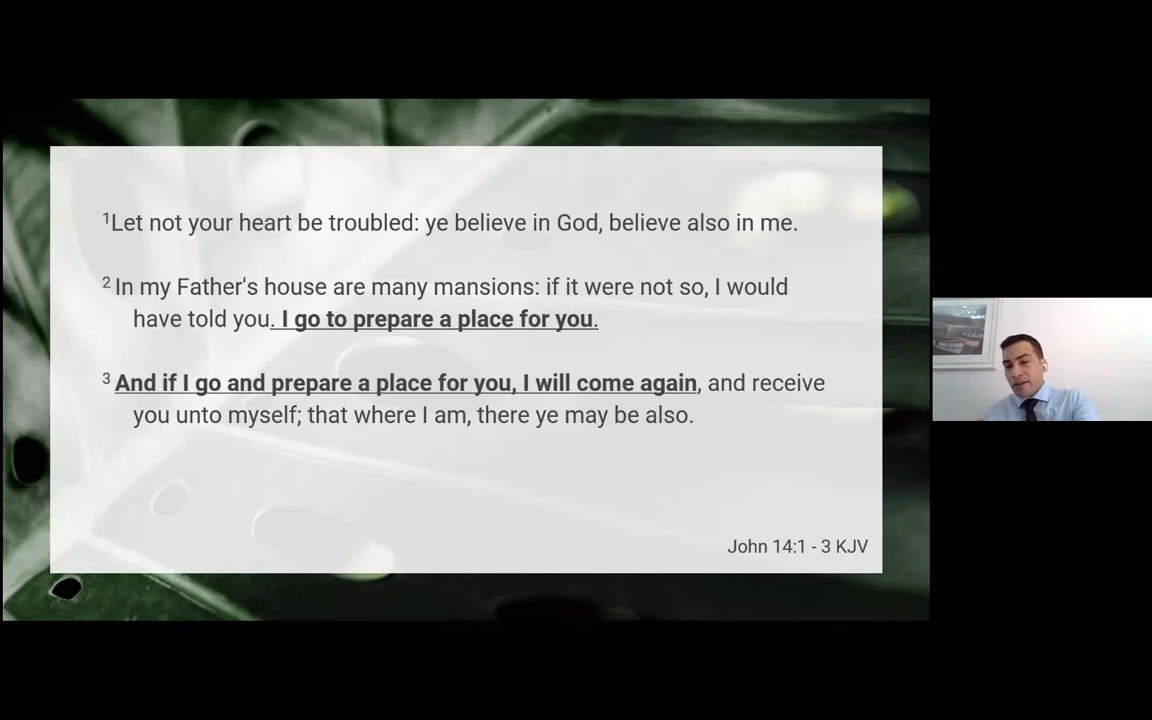 1Let not your heart be troubled: ye believe in God, believe also in me.
2 In my Father's house are many mansions: if it were not so, I would
have told you. I go to prepare a place for you.
3 And if I go and prepare a place for you, I will come again, and receive
you unto myself; that where I am, there ye may be also.
John 14:1 - 3 KJV